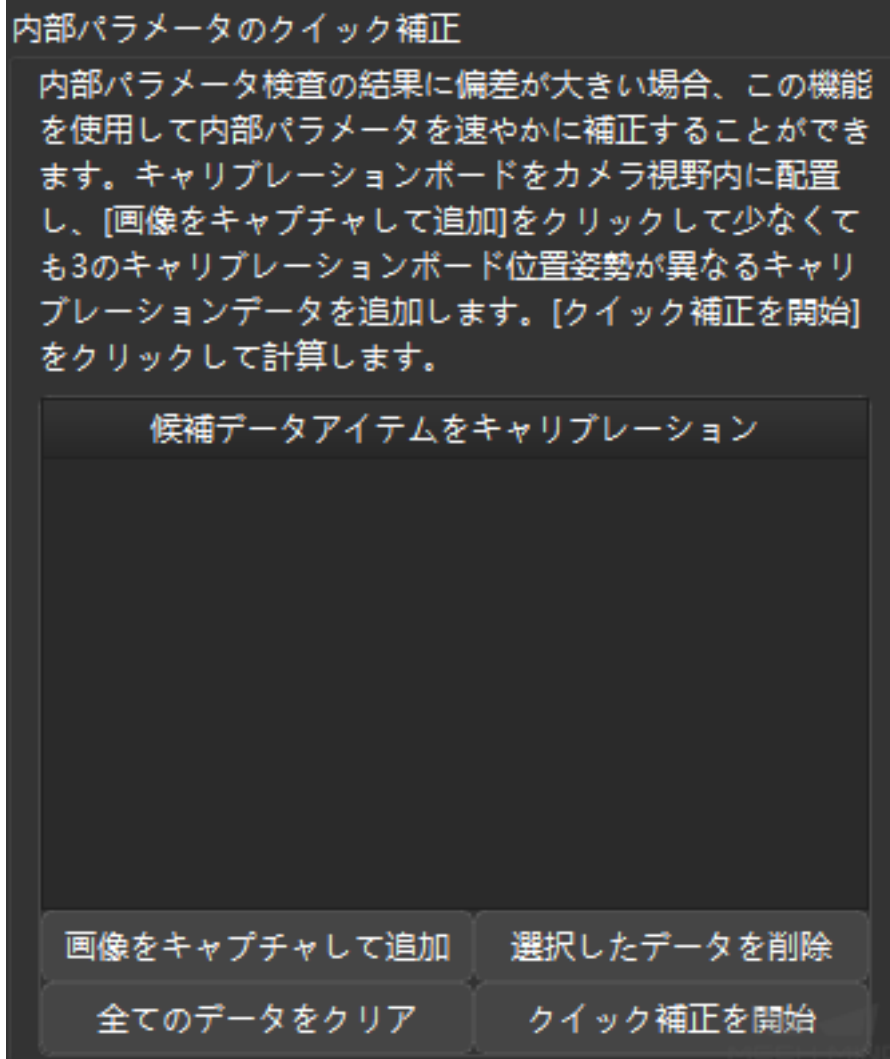 内部パラメータのクイック補正
内部パラメータ検査の結果に偏差が大きい場合、この機能
を使用して内部パラメータを速やかに補正することができ
ます。キャリブレーションボードをカメラ視野内に配置
し、[画像をキャプチャして追加]をクリックして少なくて
も3のキャリブレーションボード位置姿勢が異なるキャリ
ブレーションデータを追加します。[クイック補正を開始]
をクリックして計算します。
候補データアイテムをキャリブレーション
画像をキャプチャして追加
選択したデータを削除
全てのデータをクリア
クイック補正を開始